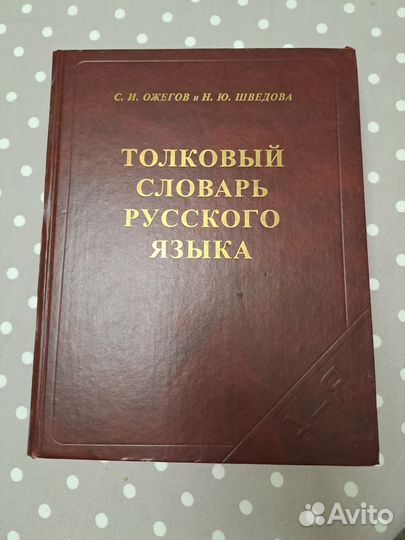 С. И. ОЖЕГОВ и Н. Ю. ШВЕДОВА
ТОЛКОВЫЙ
СЛОВАРЬ
РУССКОГО
ЯЗЫКА
А–Я
Avito